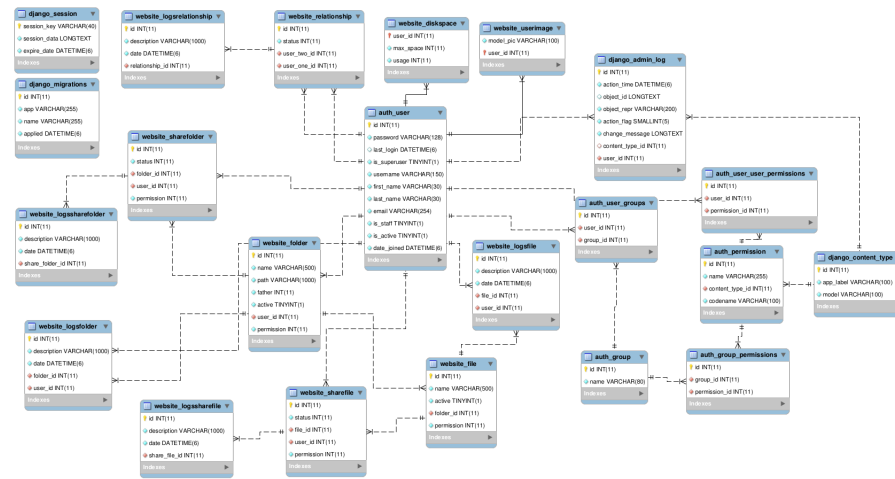 django_session
session_key VARCHAR(40)
session_data LONGTEXT
expire_date DATETIME(6)
Indexes
django_migrations
id INT(11)
app VARCHAR(255)
name VARCHAR(255)
applied DATETIME(6)
Indexes
website_logsrelationship
id INT(11)
description VARCHAR(1000)
date DATETIME(6)
relationship_id INT(11)
Indexes
website_relationship
id INT(11)
status INT(11)
user_two_id INT(11)
user_one_id INT(11)
Indexes
website_diskspace
user_id INT(11)
max_space INT(11)
usage INT(11)
Indexes
website_userimage
model_pic VARCHAR(100)
user_id INT(11)
Indexes
django_admin_log
id INT(11)
action_time DATETIME(6)
object_id LONGTEXT
object_repr VARCHAR(200)
action_flag SMALLINT(5)
change_message LONGTEXT
content_type_id INT(11)
user_id INT(11)
Indexes
website_sharefolder
id INT(11)
status INT(11)
folder_id INT(11)
user_id INT(11)
permission INT(11)
Indexes
auth_user
id INT(11)
password VARCHAR(128)
last_login DATETIME(6)
is_superuser TINYINT(1)
username VARCHAR(150)
first_name VARCHAR(30)
last_name VARCHAR(30)
email VARCHAR(254)
is_staff TINYINT(1)
is_active TINYINT(1)
date_joined DATETIME(6)
Indexes
auth_user_groups
id INT(11)
user_id INT(11)
group_id INT(11)
Indexes
auth_user_user_permissions
id INT(11)
user_id INT(11)
permission_id INT(11)
Indexes
website_logssharefolder
id INT(11)
description VARCHAR(1000)
date DATETIME(6)
share_folder_id INT(11)
Indexes
website_folder
id INT(11)
name VARCHAR(500)
path VARCHAR(1000)
father INT(11)
active TINYINT(1)
user_id INT(11)
permission INT(11)
Indexes
website_logsfile
id INT(11)
description VARCHAR(1000)
date DATETIME(6)
file_id INT(11)
user_id INT(11)
Indexes
auth_permission
id INT(11)
name VARCHAR(255)
content_type_id INT(11)
codename VARCHAR(100)
Indexes
django_content_type
id INT(11)
app_label VARCHAR(100)
model VARCHAR(100)
Indexes
website_logsfolder
id INT(11)
description VARCHAR(1000)
date DATETIME(6)
folder_id INT(11)
user_id INT(11)
Indexes
website_file
id INT(11)
name VARCHAR(500)
active TINYINT(1)
folder_id INT(11)
permission INT(11)
Indexes
auth_group
id INT(11)
name VARCHAR(80)
Indexes
auth_group_permissions
id INT(11)
group_id INT(11)
permission_id INT(11)
Indexes
website_logssharefile
id INT(11)
description VARCHAR(1000)
date DATETIME(6)
share_file_id INT(11)
Indexes
website_sharefile
id INT(11)
status INT(11)
file_id INT(11)
user_id INT(11)
permission INT(11)
Indexes